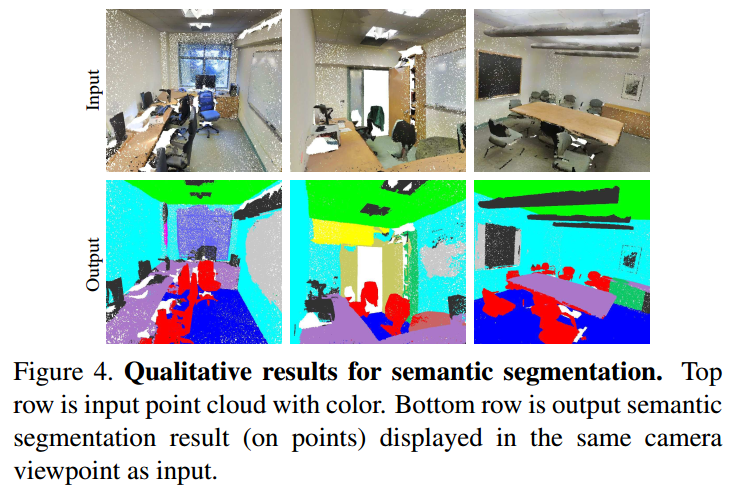 Input
Output
Figure 4. Qualitative results for semantic segmentation. Top
row is input point cloud with color. Bottom row is output semantic
segmentation result (on points) displayed in the same camera
viewpoint as input.